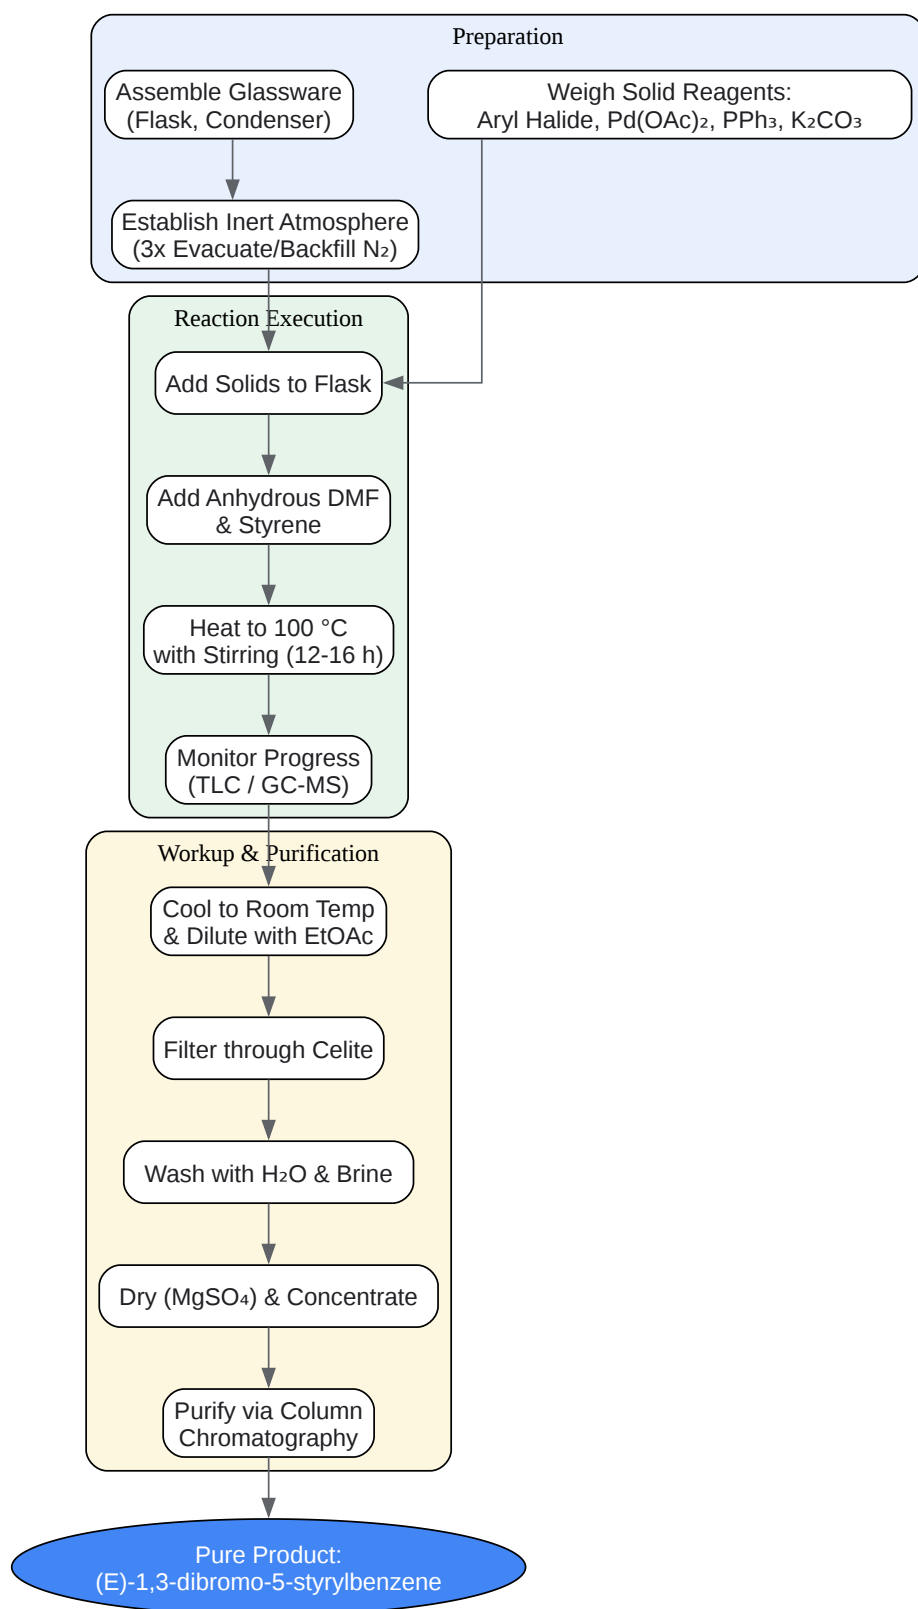 Preparation
Assemble Glassware
(Flask, Condenser)
Weigh Solid Reagents:
Aryl Halide, Pd(OAc)₂, PPh₃, K₂CO₃
Establish Inert Atmosphere
(3x Evacuate/Backfill N₂)
Reaction Execution
Add Solids to Flask
Add Anhydrous DMF
& Styrene
Heat to 100 °C
with Stirring (12-16 h)
Monitor Progress
(TLC / GC-MS)
Workup & Purification
Cool to Room Temp
& Dilute with EtOAc
Filter through Celite
Wash with H₂O & Brine
Dry (MgSO₄) & Concentrate
Purify via Column
Chromatography
Pure Product:
(E)-1,3-dibromo-5-styrylbenzene